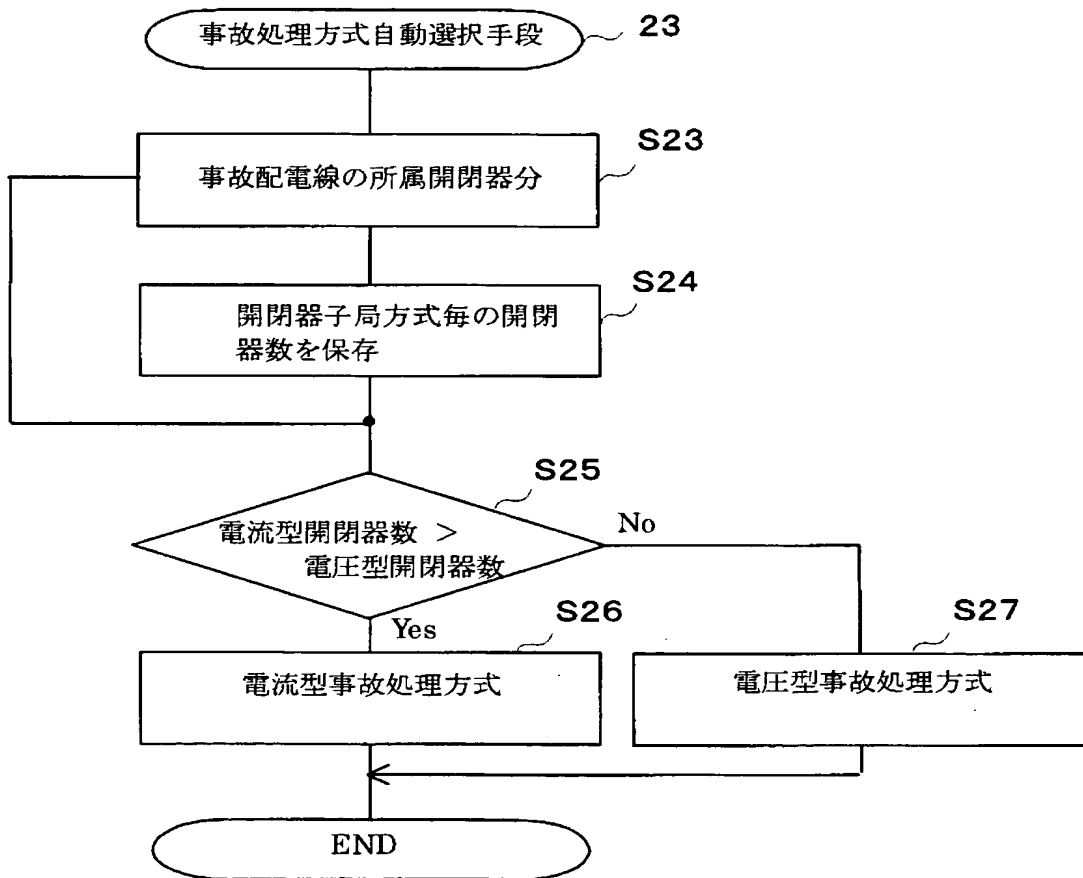 事故処理方式自動選択手段
23
S23
事故配電線の所属開閉器分
S24
開閉器子局方式毎の開閉
器数を保存
S25
電流型開閉器数 >
電圧型開閉器数
No
Yes
S26
電流型事故処理方式
S27
電圧型事故処理方式
END